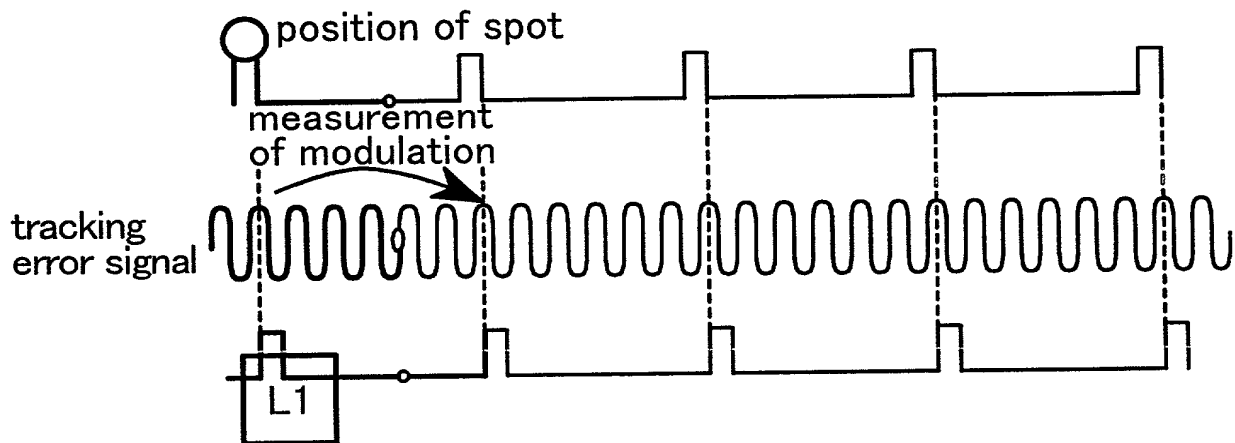 position of spot
measurement
of modulation
tracking
error signal
L1